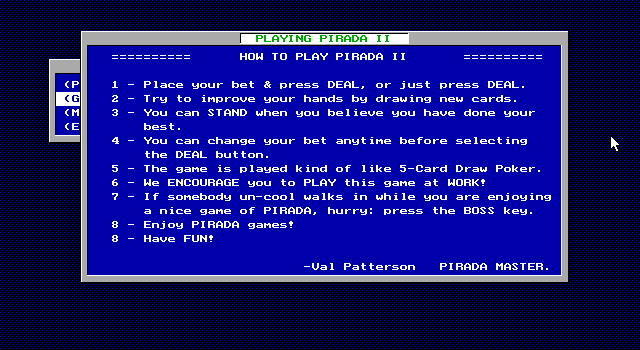 PLAYING PIRADA II
========== HOW TO PLAY PIRADA II ==========
1 - Place your bet & press DEAL, or just press DEAL.
2 - Try to improve your hands by drawing new cards.
3 - You can STAND when you believe you have done your
best.
4 - You can change your bet anytime before selecting
the DEAL button.
5 - The game is played kind of like 5-Card Draw Poker.
6 - We ENCOURAGE you to PLAY this game at WORK!
7 - If somebody un-cool walks in while you are enjoying
a nice game of PIRADA, hurry: press the BOSS key.
8 - Enjoy PIRADA games!
8 - Have FUN!
-Val Patterson PIRADA MASTER.
(P
(G
(M
(E